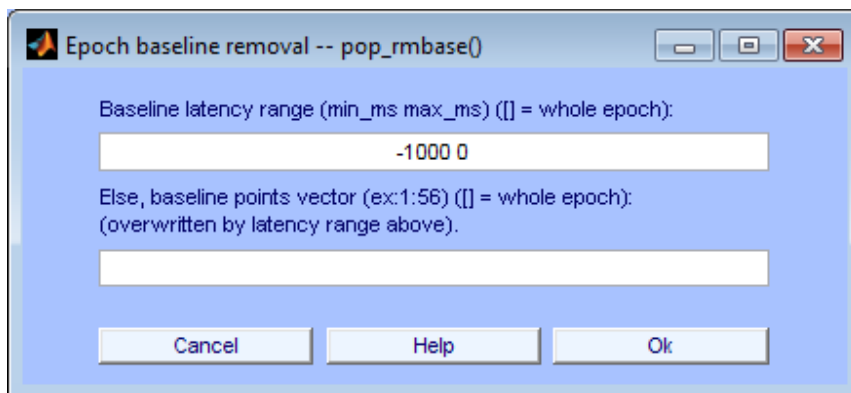 Epoch baseline removal -- pop_rmbase()
Baseline latency range (min_ms max_ms) ([] = whole epoch):
-1000 0
Else, baseline points vector (ex:1:56) ([] = whole epoch):
(overwritten by latency range above).
Cancel
Help
Ok